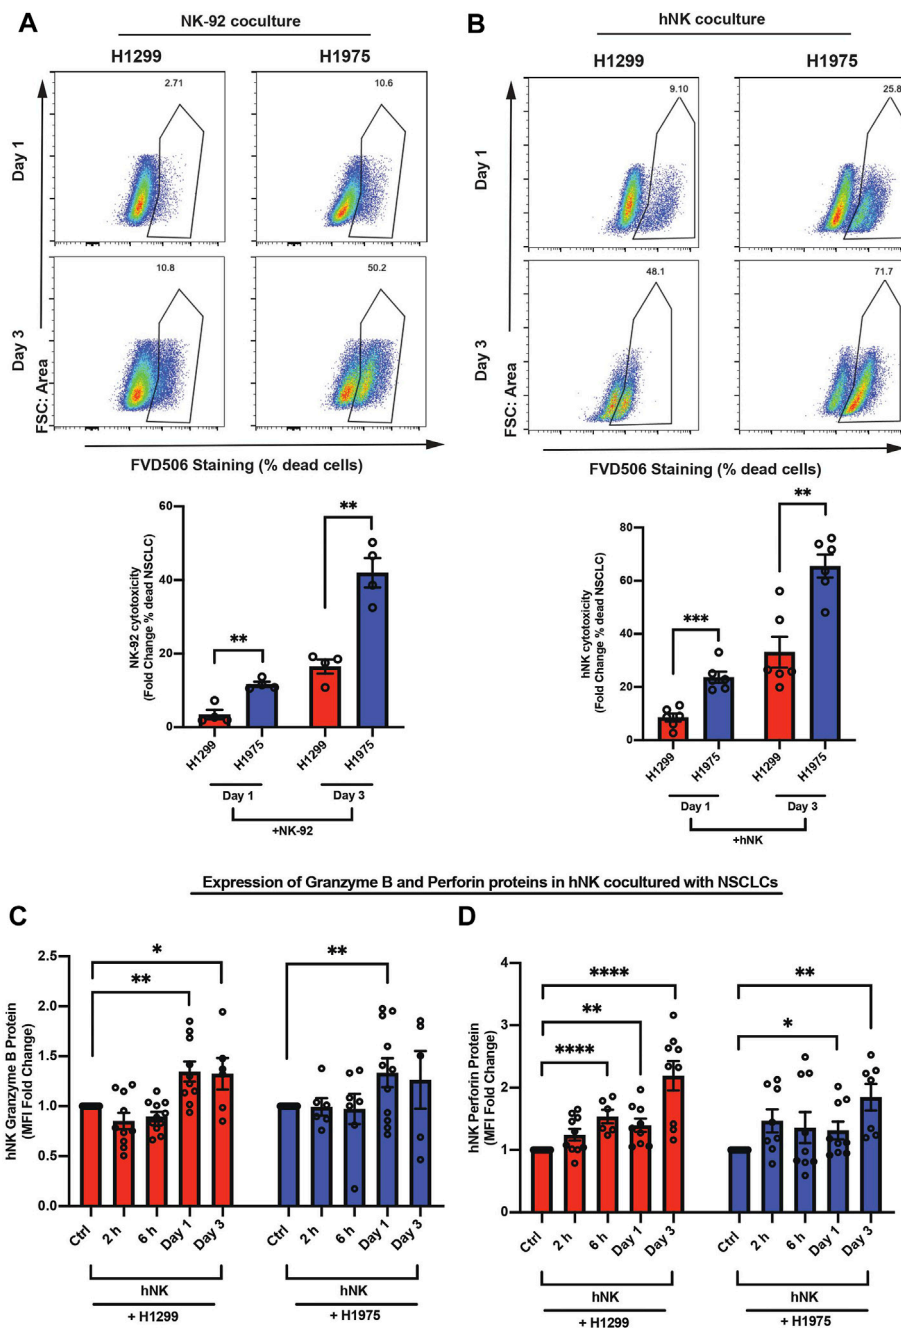 A
NK-92 coculture
H1299
H1975
Day 1
2.71
10.6
Day 3
10.8
50.2
FSC: Area
FVD506 Staining (% dead cells)
NK-92 cytotoxicity
(Fold Change % dead NSCLC)
60
40
20
0
**
**
H1299
H1975
H1299
H1975
Day 1
Day 3
+NK-92
B
hNK coculture
H1299
H1975
Day 1
9.10
25.8
Day 3
48.1
71.7
FSC: Area
FVD506 Staining (% dead cells)
hNK cytotoxicity
(Fold Change % dead NSCLC)
80
60
40
20
0
***
**
H1299
H1975
H1299
H1975
Day 1
Day 3
+hNK
Expression of Granzyme B and Perforin proteins in hNK cocultured with NSCLCs
C
hNK Granzyme B Protein
(MFI Fold Change)
2.5
2.0
1.5
1.0
0.5
0.0
*
**
**
Ctrl
2 h
6 h
Day 1
Day 3
Ctrl
2 h
6 h
Day 1
Day 3
hNK
hNK
+ H1299
+ H1975
D
hNK Perforin Protein
(MFI Fold Change)
4
3
2
1
0
****
**
****
**
*
Ctrl
2 h
6 h
Day 1
Day 3
Ctrl
2 h
6 h
Day 1
Day 3
hNK
hNK
+ H1299
+ H1975